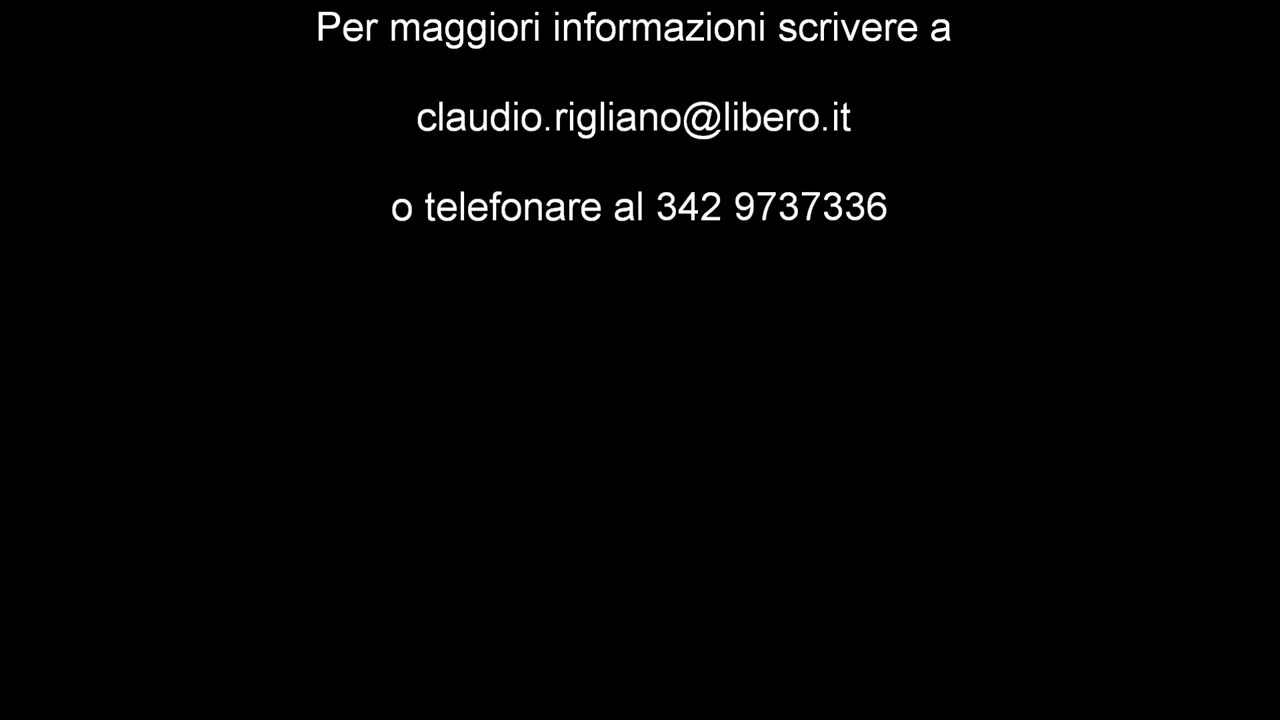 Per maggiori informazioni scrivere a
claudio.rigliano@libero.it
o telefonare al 342 9737336